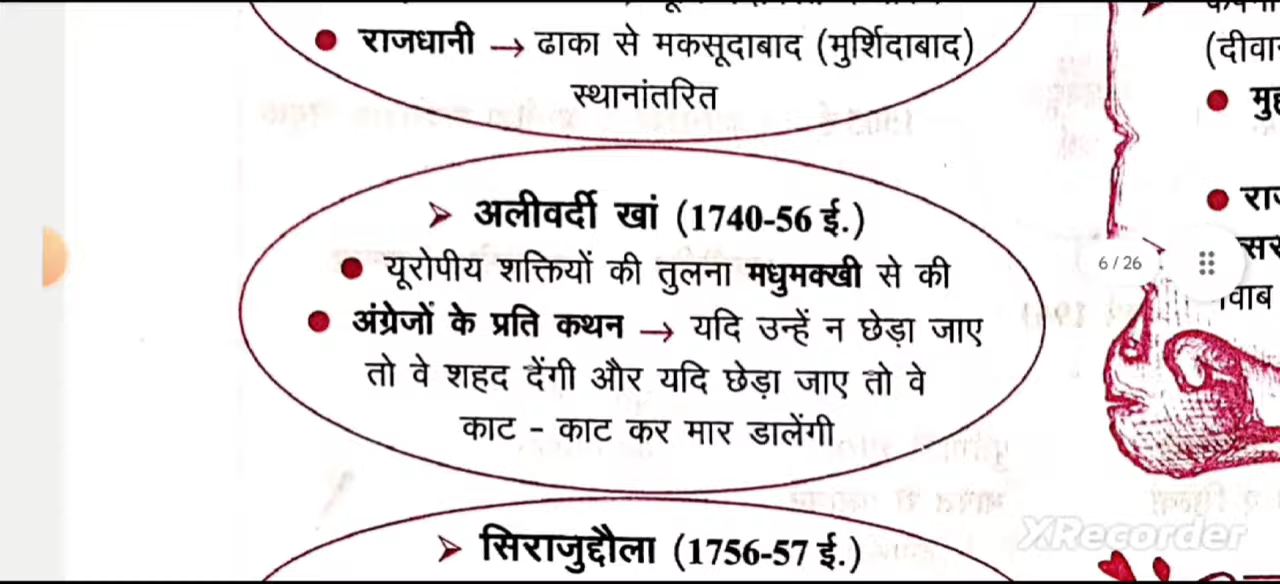 राजधानी → ढाका से मकसूदाबाद (मुर्शिदाबाद)
स्थानांतरित
➢ अलीवर्दी खां (1740-56 ई.)
यूरोपीय शक्तियों की तुलना मधुमक्खी से की
अंग्रेजों के प्रति कथन → यदि उन्हें न छेड़ा जाए
तो वे शहद देंगी और यदि छेड़ा जाए तो वे
काट - काट कर मार डालेंगी
➢ सिराजुद्दौला (1756-57 ई.)
6 / 26
XRecorder